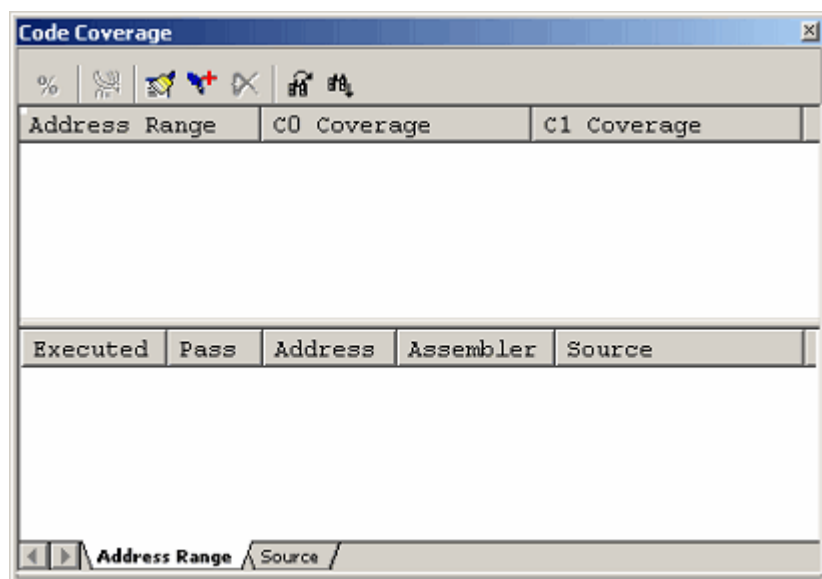 Code Coverage
%
Address Range C0 Coverage C1 Coverage
Executed Pass Address Assembler Source
Address Range Source